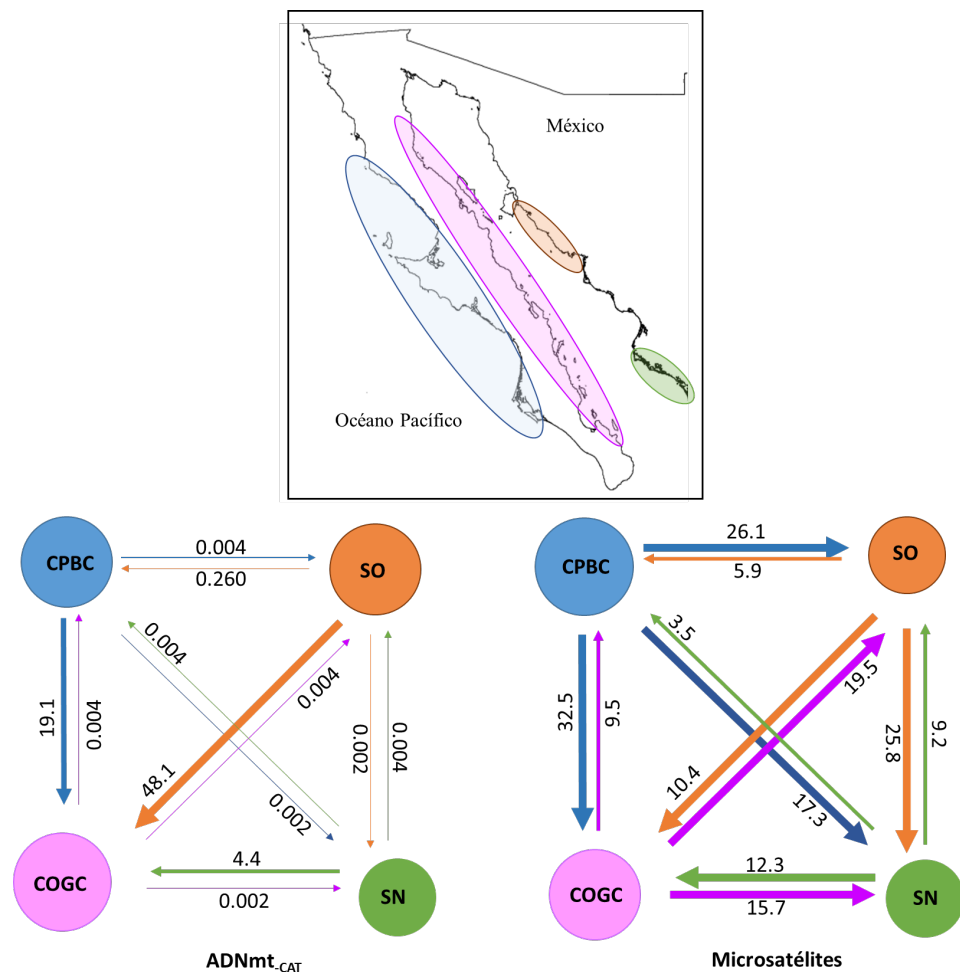 México
Océano Pacífico
CPBC
SO
COGC
SN
0.004
0.260
19.1
0.004
0.004
0.004
48.1
0.002
0.002
0.004
4.4
0.002
ADNmt-CAT
CPBC
SO
COGC
SN
26.1
5.9
32.5
9.5
3.5
19.5
10.4
17.3
25.8
9.2
12.3
15.7
Microsatélites